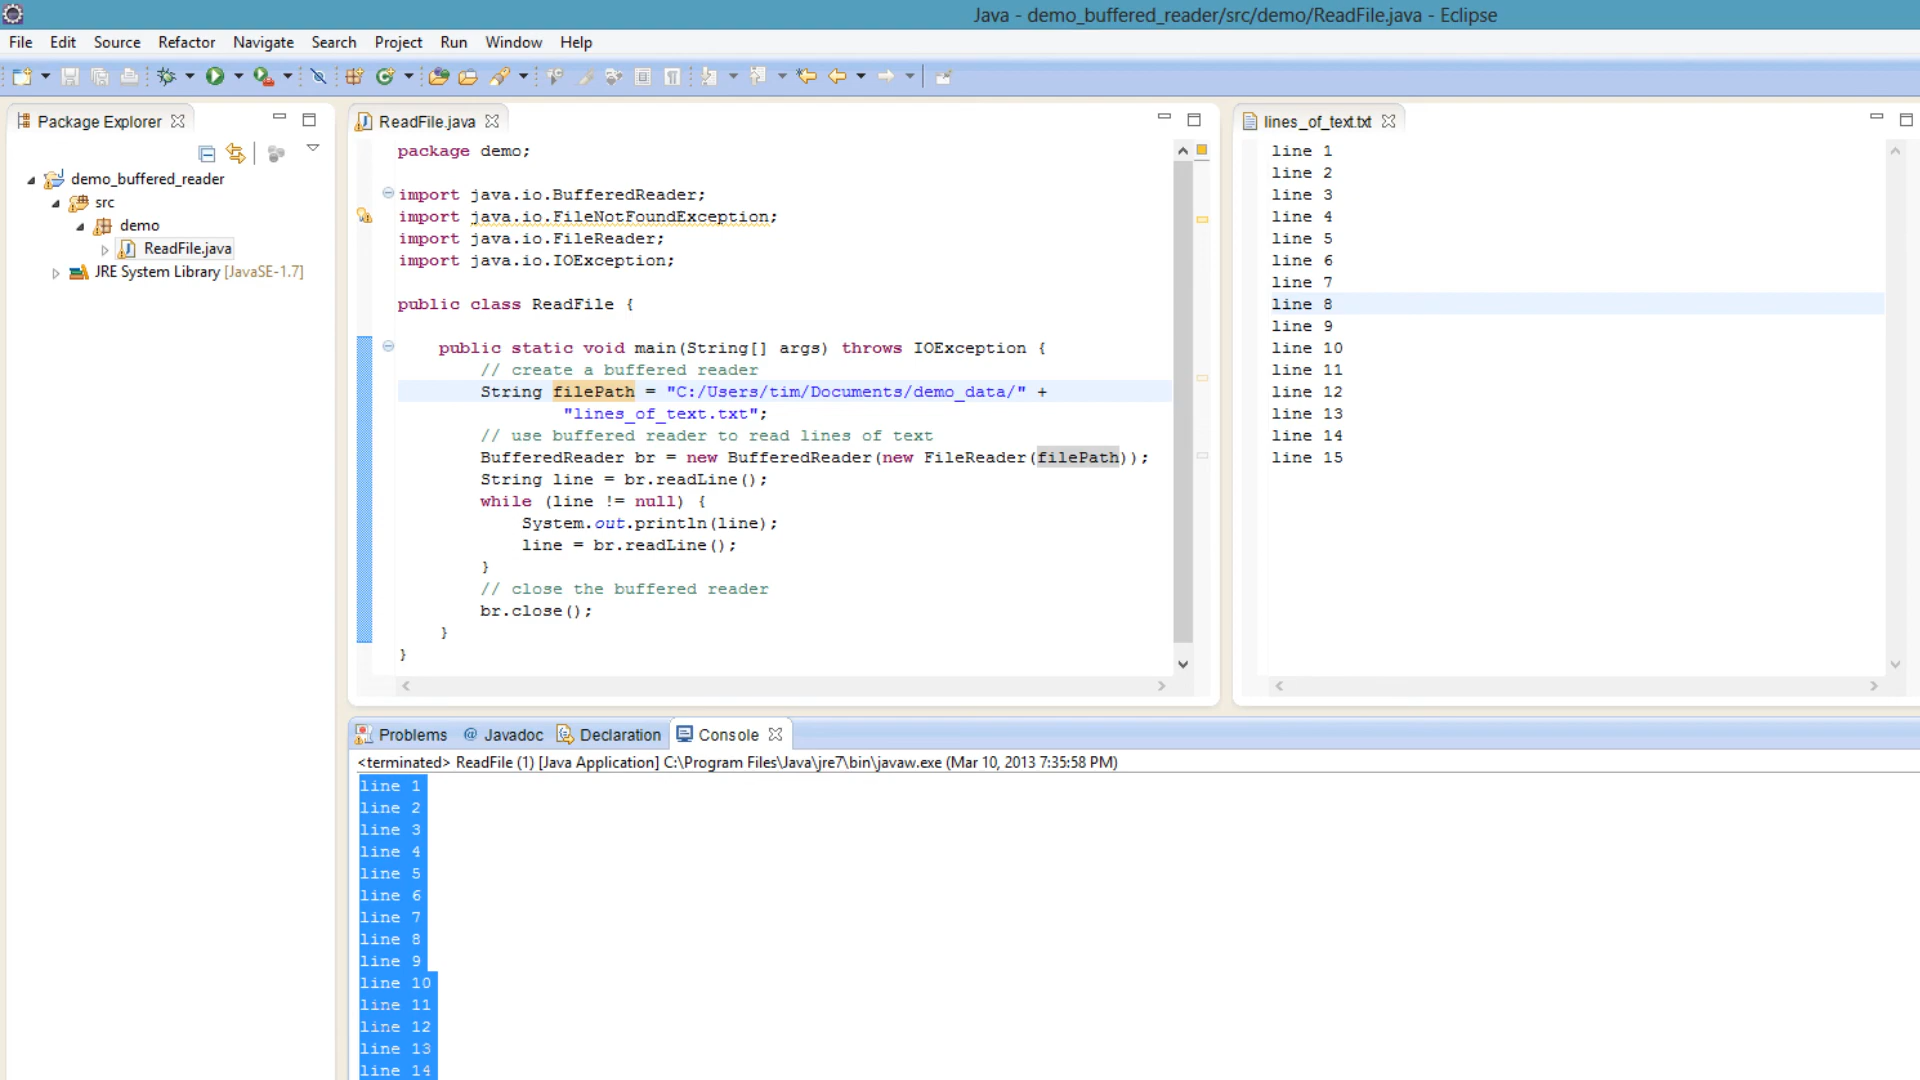 Java - demo_buffered_reader/src/demo/ReadFile.java - Eclipse
File Edit Source Refactor Navigate Search Project Run Window Help
Package Explorer
demo_buffered_reader
src
demo
ReadFile.java
JRE System Library [JavaSE-1.7]
ReadFile.java
package demo;
import java.io.BufferedReader;
import java.io.FileNotFoundException;
import java.io.FileReader;
import java.io.IOException;
public class ReadFile {
public static void main(String[] args) throws IOException {
// create a buffered reader
String filePath = "C:/Users/tim/Documents/demo_data/" +
"lines_of_text.txt";
// use buffered reader to read lines of text
BufferedReader br = new BufferedReader(new FileReader(filePath));
String line = br.readLine();
while (line != null) {
System.out.println(line);
line = br.readLine();
}
// close the buffered reader
br.close();
}
}
lines_of_text.txt
line 1
line 2
line 3
line 4
line 5
line 6
line 7
line 8
line 9
line 10
line 11
line 12
line 13
line 14
line 15
Problems @ Javadoc Declaration Console
<terminated> ReadFile (1) [Java Application] C:\Program Files\Java\jre7\bin\javaw.exe (Mar 10, 2013 7:35:58 PM)
line 1
line 2
line 3
line 4
line 5
line 6
line 7
line 8
line 9
line 10
line 11
line 12
line 13
line 14